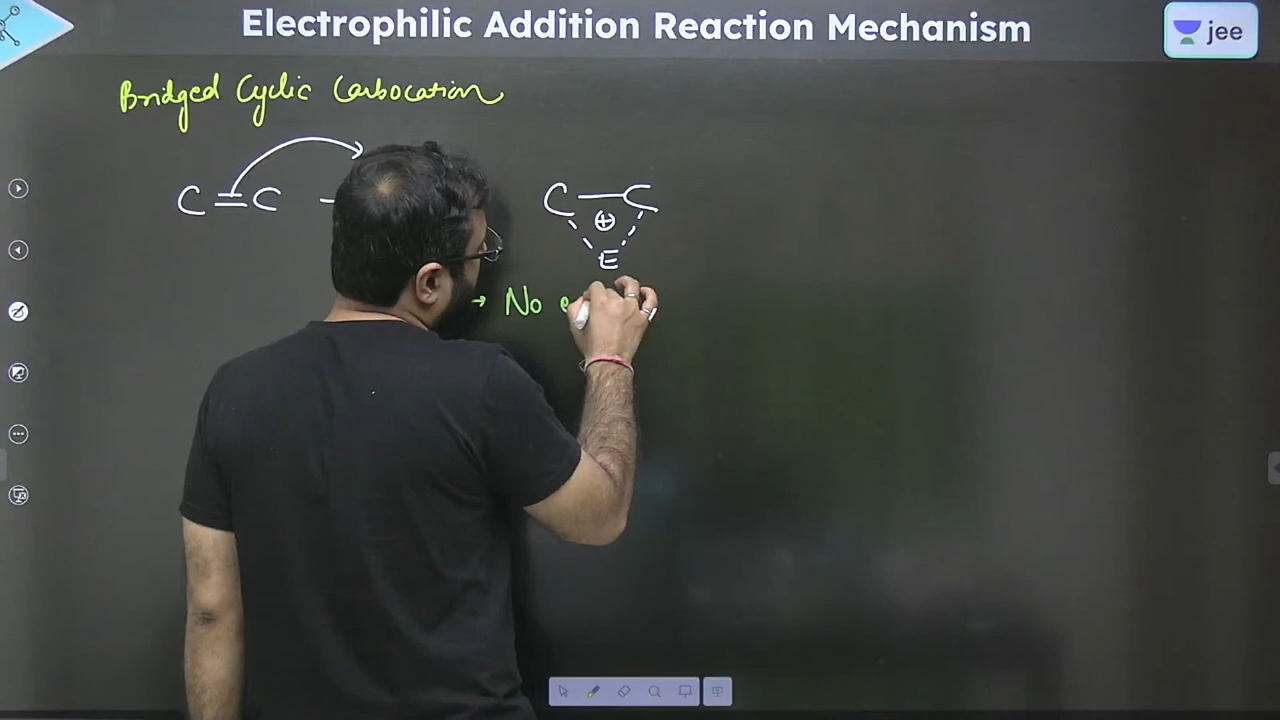 Electrophilic Addition Reaction Mechanism
jee
Bridged Cyclic Carbocation
C = C
C — C
⊕
E
→ No